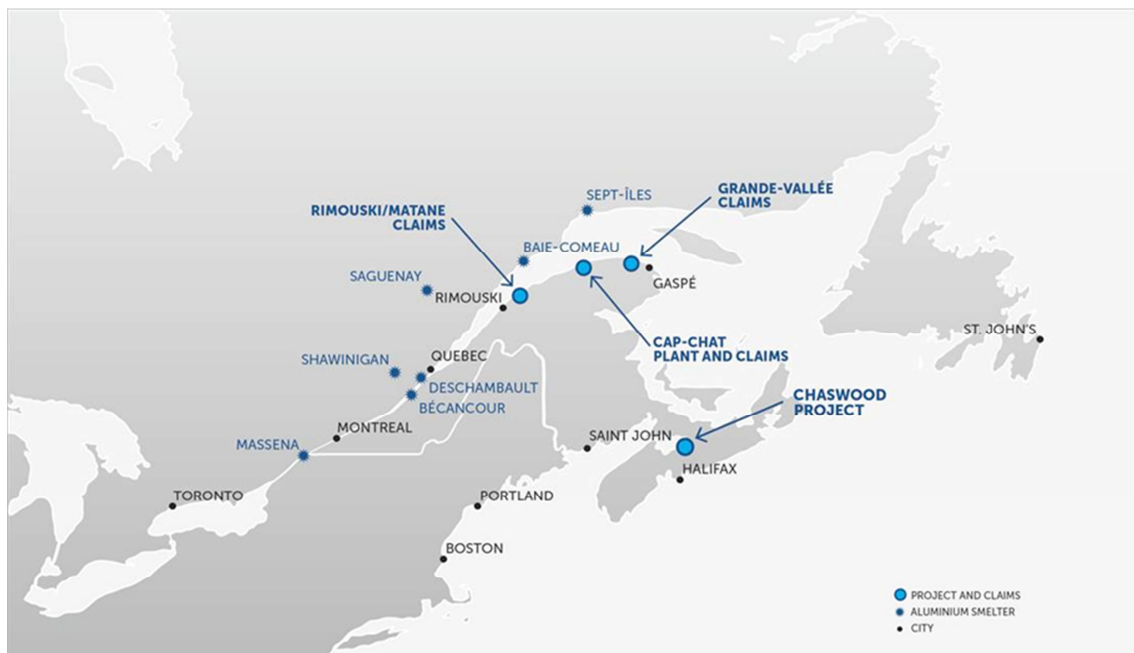 SEPT-ÎLES
GRANDE-VALLÉE
CLAIMS
RIMOUSKI/MATANE
CLAIMS
BAIE-COMEAU
SAGUENAY
RIMOUSKI
GASPÉ
CAP-CHAT
PLANT AND CLAIMS
ST. JOHN'S
SHAWINIGAN
QUEBEC
DESCHAMBAULT
BÉCANCOUR
CHASWOOD
PROJECT
MONTREAL
SAINT JOHN
MASSENA
HALIFAX
TORONTO
PORTLAND
BOSTON
PROJECT AND CLAIMS
ALUMINIUM SMELTER
CITY